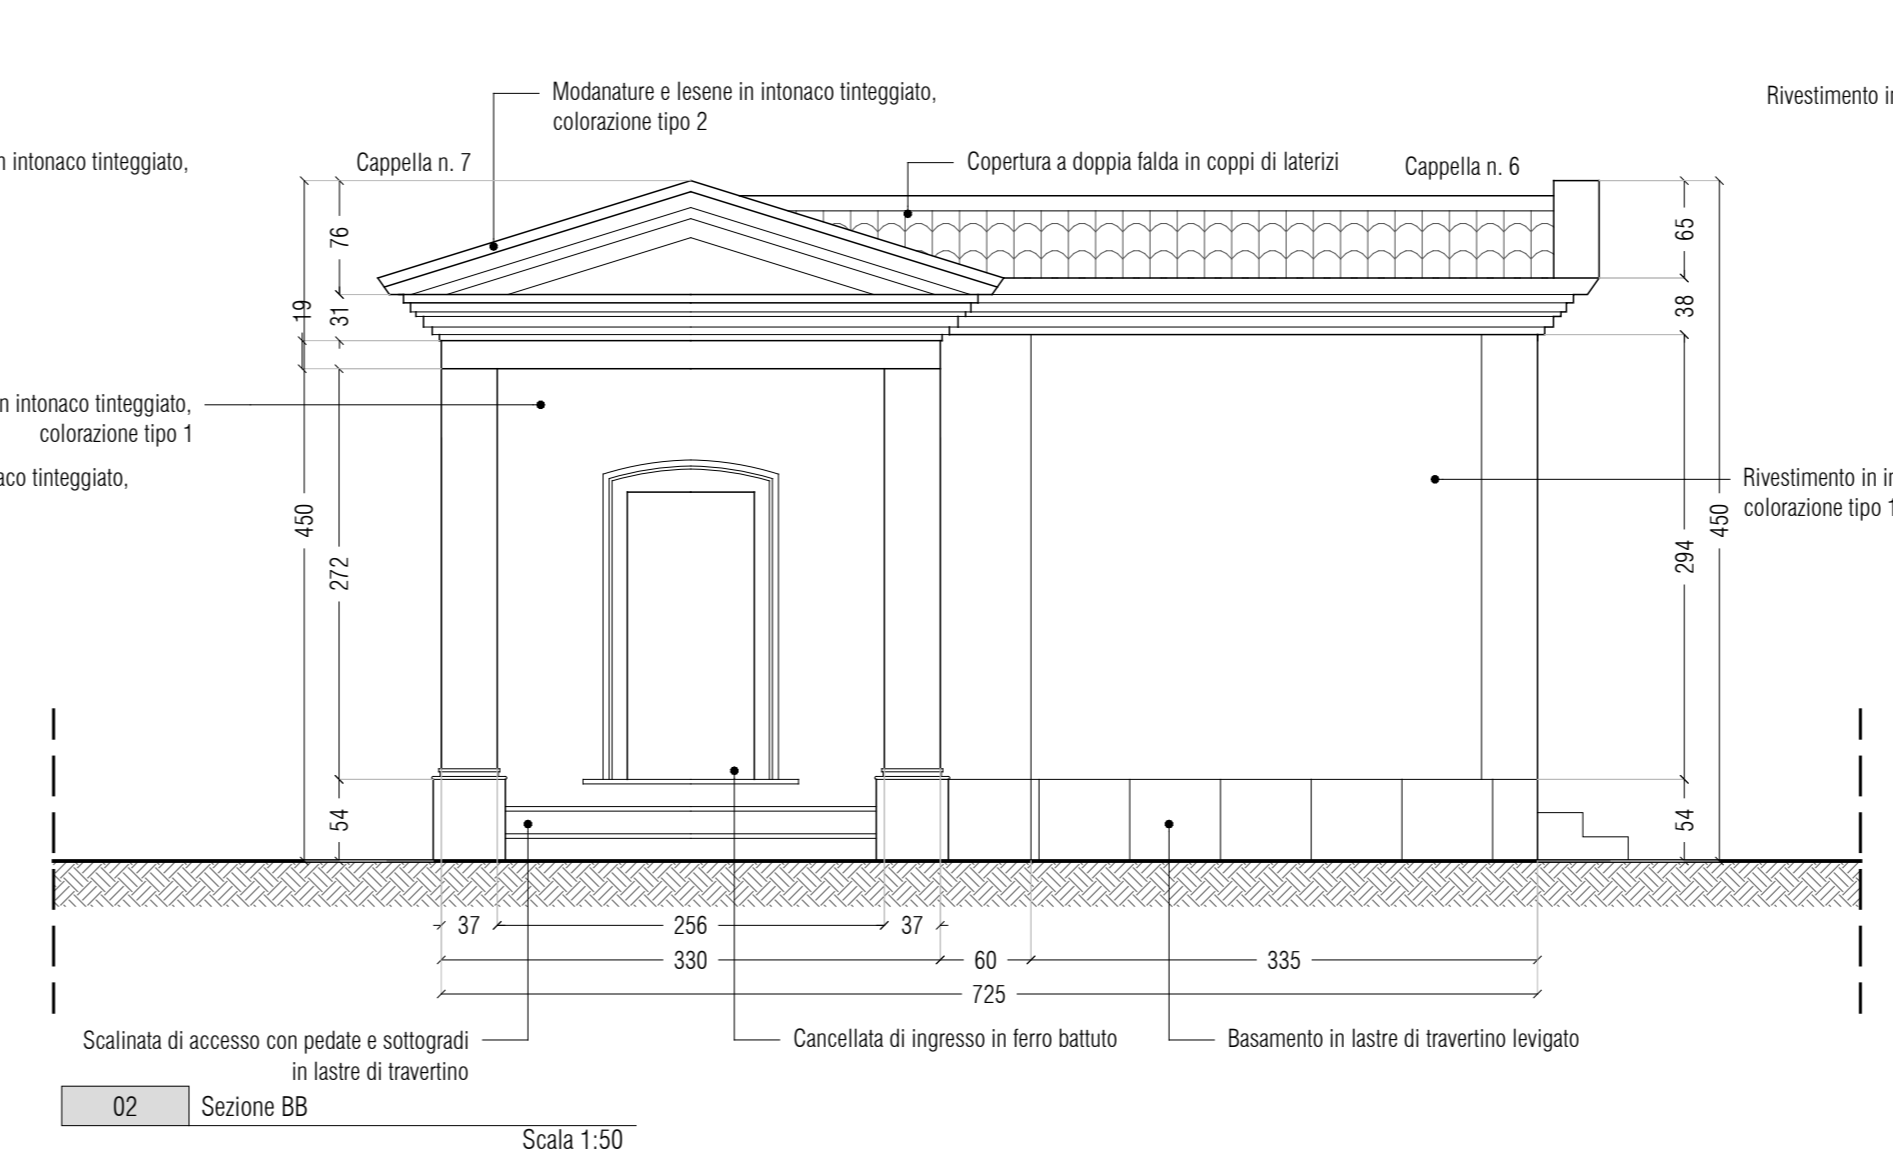 Modanature e lesene in intonaco tinteggiato,
colorazione tipo 2
Rivestimento in
n intonaco tinteggiato,
Cappella n. 7
Copertura a doppia falda in coppi di laterizi
Cappella n. 6
76
65
19
31
38
n intonaco tinteggiato,
colorazione tipo 1
aco tinteggiato,
Rivestimento in in
colorazione tipo 1
450
450
272
294
54
54
37
256
37
330
60
335
725
Scalinata di accesso con pedate e sottogradi
in lastre di travertino
Cancellata di ingresso in ferro battuto
Basamento in lastre di travertino levigato
02
Sezione BB
Scala 1:50